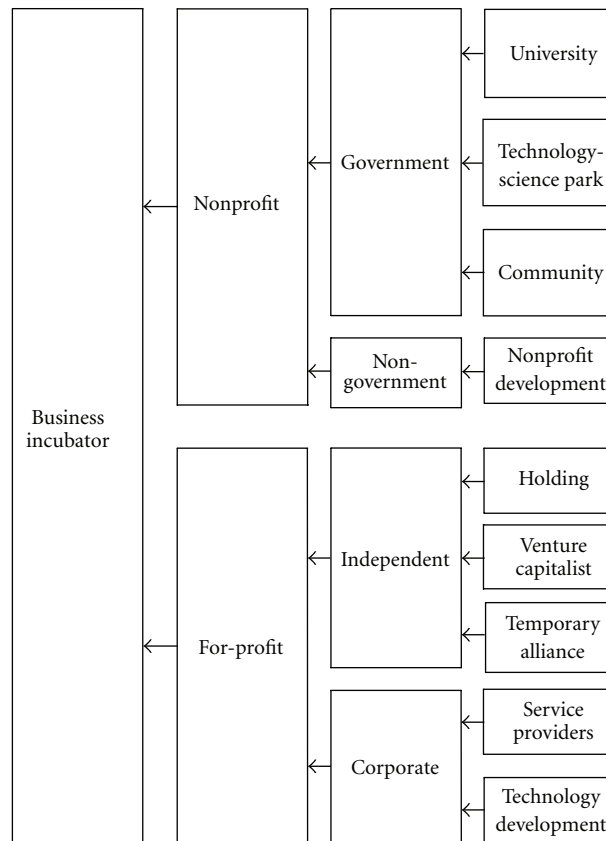 Business
incubator
Nonprofit
For-profit
Government
Non-
government
Independent
Corporate
University
Technology-
science park
Community
Nonprofit
development
Holding
Venture
capitalist
Temporary
alliance
Service
providers
Technology
development